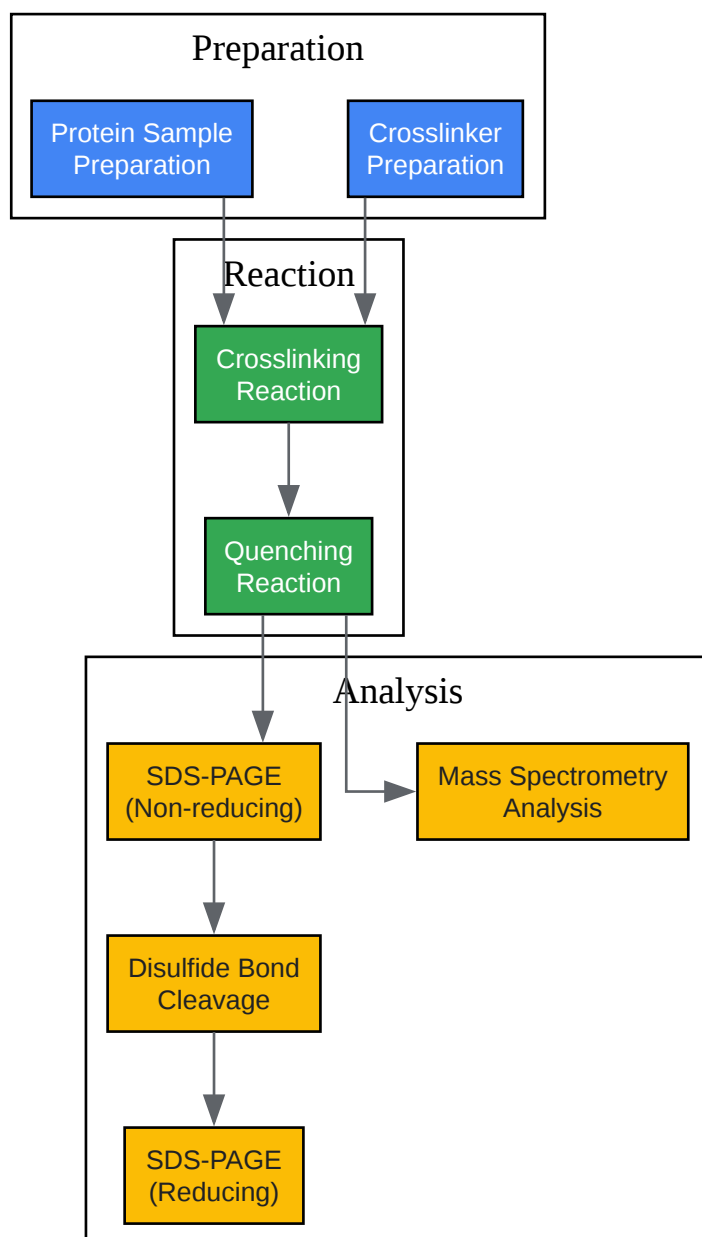 Preparation
Protein Sample
Preparation
Crosslinker
Preparation
Reaction
Crosslinking
Reaction
Quenching
Reaction
Analysis
SDS-PAGE
(Non-reducing)
Mass Spectrometry
Analysis
Disulfide Bond
Cleavage
SDS-PAGE
(Reducing)